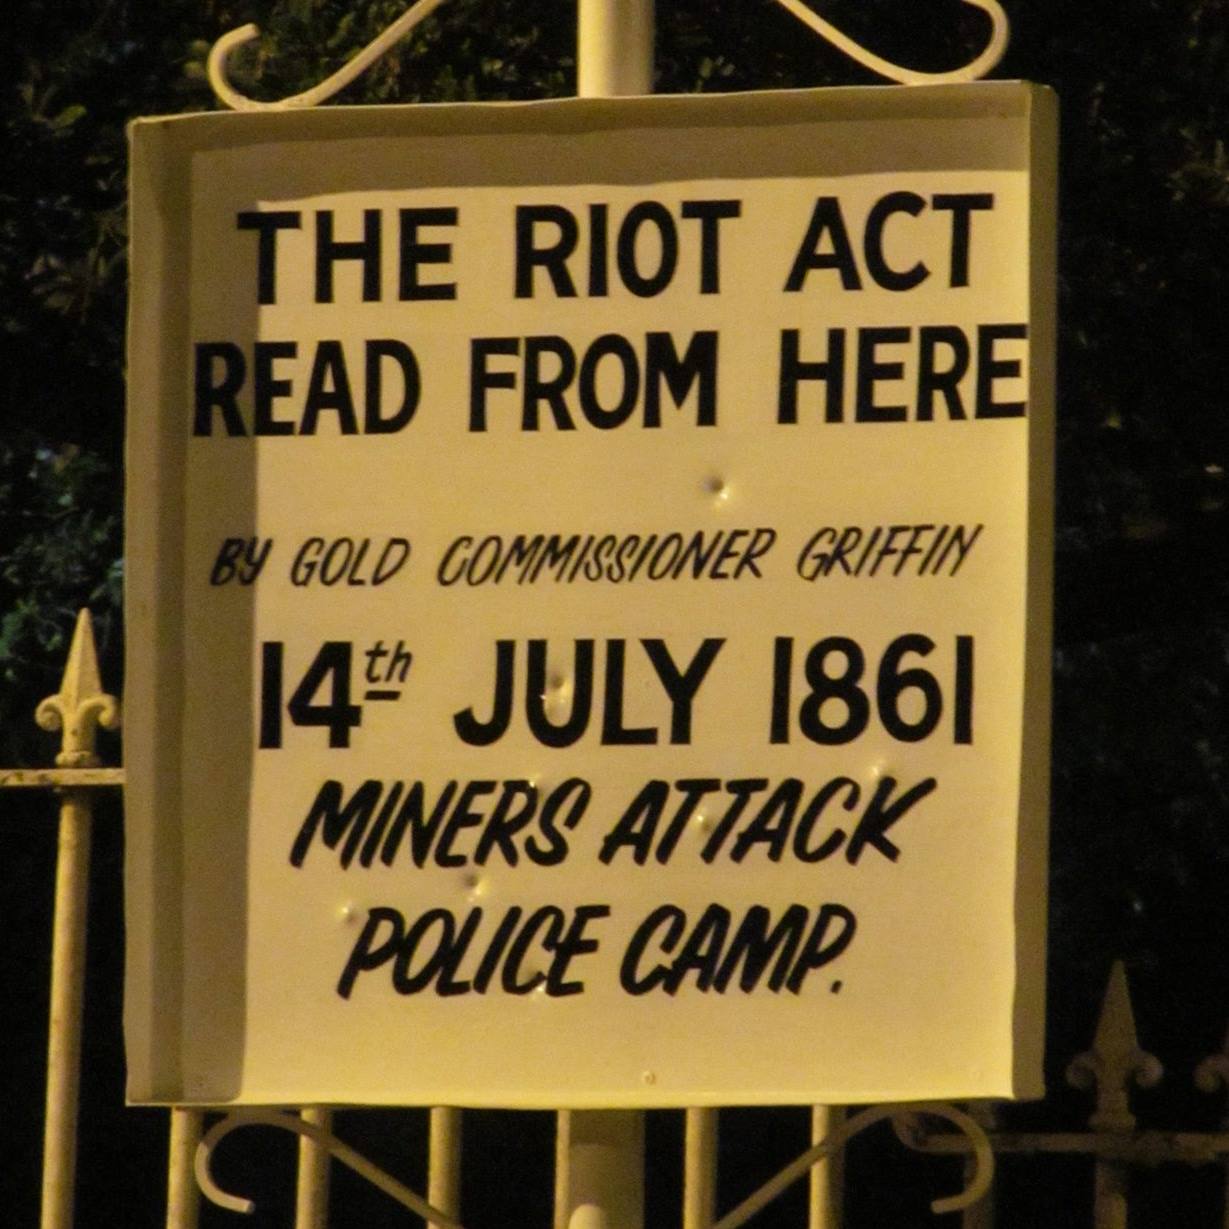 THE RIOT ACT
READ FROM HERE
BY GOLD COMMISSIONER GRIFFIN
14th JULY 1861
MINERS ATTACK
POLICE CAMP.